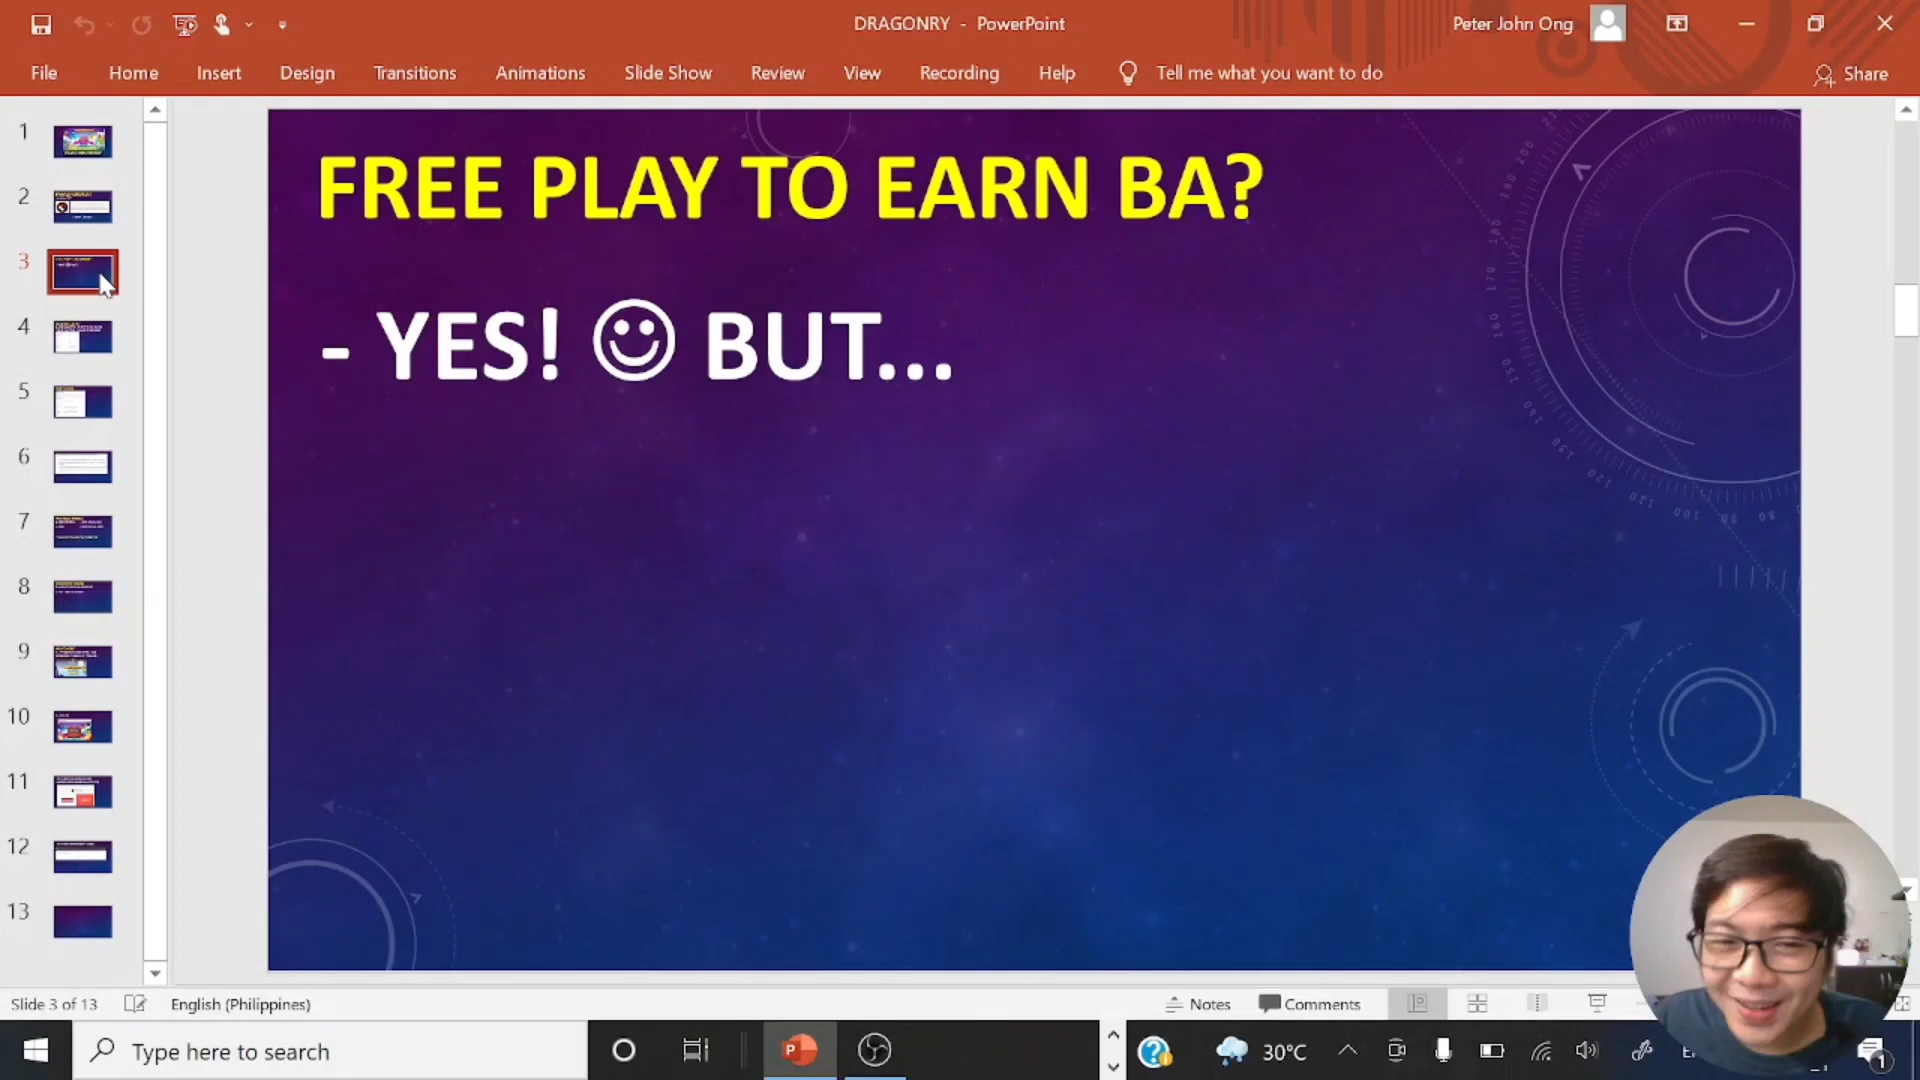 DRAGONRY - PowerPoint
Peter John Ong
File Home Insert Design Transitions Animations Slide Show Review View Recording Help Tell me what you want to do Share
1
2
3
4
5
6
7
8
9
10
11
12
13
FREE PLAY TO EARN BA?
- YES! ☺ BUT...
Slide 3 of 13 English (Philippines) Notes Comments
Type here to search
30°C
1